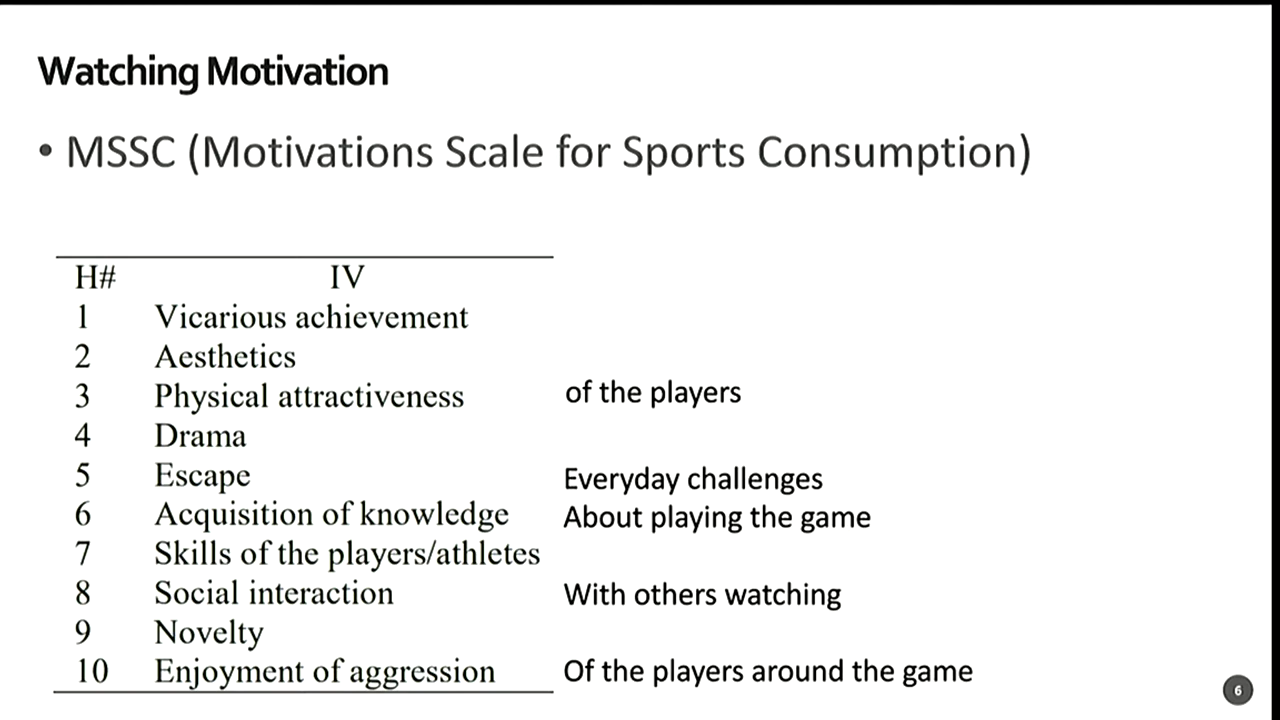 Watching Motivation
• MSSC (Motivations Scale for Sports Consumption)
H# IV
1 Vicarious achievement
2 Aesthetics
3 Physical attractiveness of the players
4 Drama
5 Escape Everyday challenges
6 Acquisition of knowledge About playing the game
7 Skills of the players/athletes
8 Social interaction With others watching
9 Novelty
10 Enjoyment of aggression Of the players around the game
6